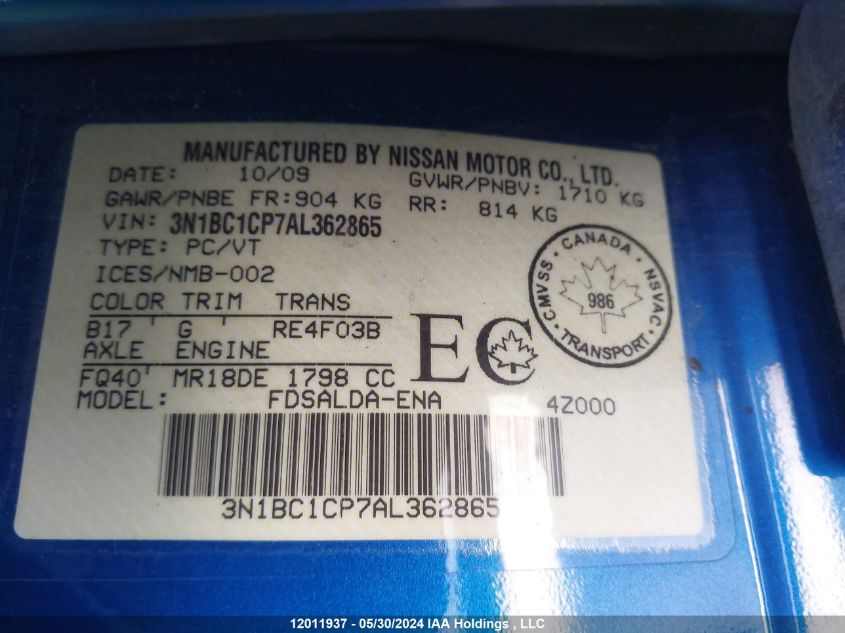 MANUFACTURED BY NISSAN MOTOR CO., LTD.
DATE: 10/09 GVWR/PNBV: 1710 KG
GAWR/PNBE FR:904 KG RR: 814 KG
VIN: 3N1BC1CP7AL362865
TYPE: PC/VT
ICES/NMB-002
COLOR TRIM TRANS
B17 ' G ' RE4F03B
AXLE ENGINE
FQ40' MR18DE 1798 CC
MODEL: FDSALDA-ENA 4Z000
EC
CANADA
CMVSS 986 NSVAC
TRANSPORT
3N1BC1CP7AL362865
12011937 - 05/30/2024 IAA Holdings , LLC